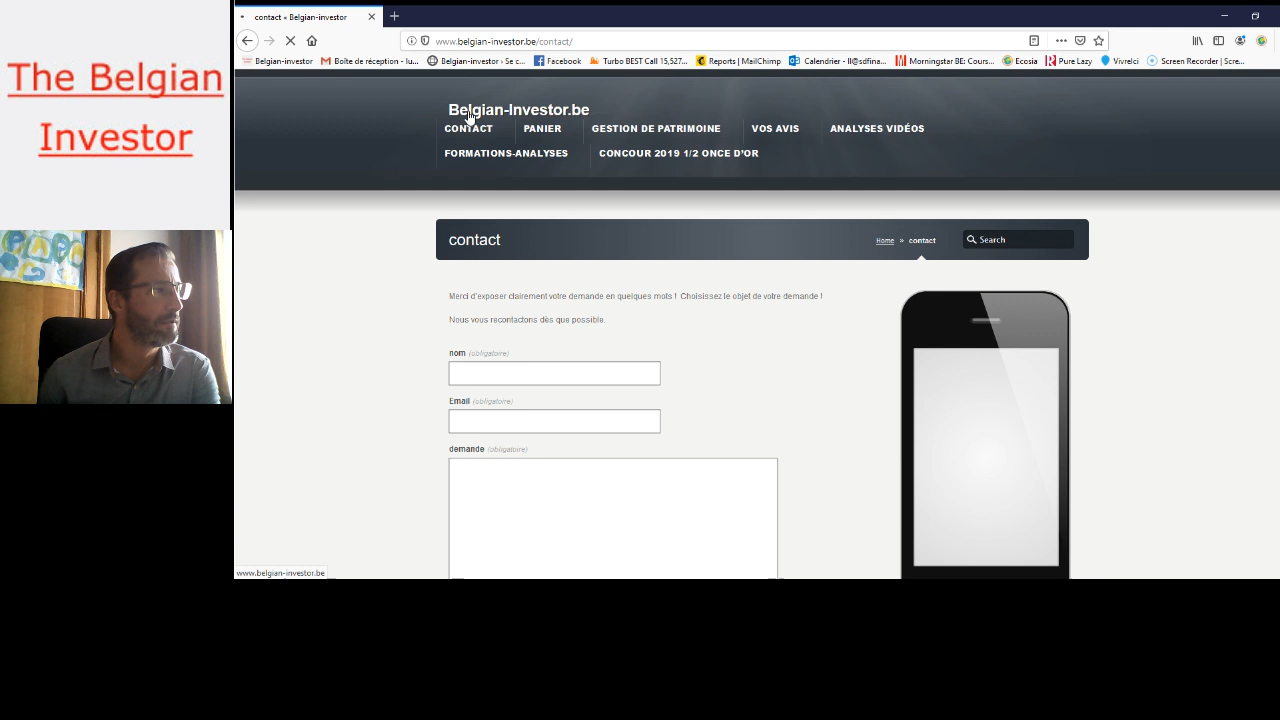 The Belgian
Investor
contact « Belgian-investor
www.belgian-investor.be/contact/
Belgian-investor
Boîte de réception - lu...
Belgian-investor › Se c...
Facebook
Turbo BEST Call 15,527...
Reports | MailChimp
Calendrier - ll@sdfina...
Morningstar BE: Cours...
Ecosia
Pure Lazy
Vivrelci
Screen Recorder | Scre...
Belgian-Investor.be
CONTACT PANIER GESTION DE PATRIMOINE VOS AVIS ANALYSES VIDÉOS
FORMATIONS-ANALYSES CONCOUR 2019 1/2 ONCE D'OR
contact
Home » contact
Search
Merci d'exposer clairement votre demande en quelques mots ! Choisissez le objet de votre demande !
Nous vous recontactons dès que possible.
nom (obligatoire)
Email (obligatoire)
demande (obligatoire)
www.belgian-investor.be